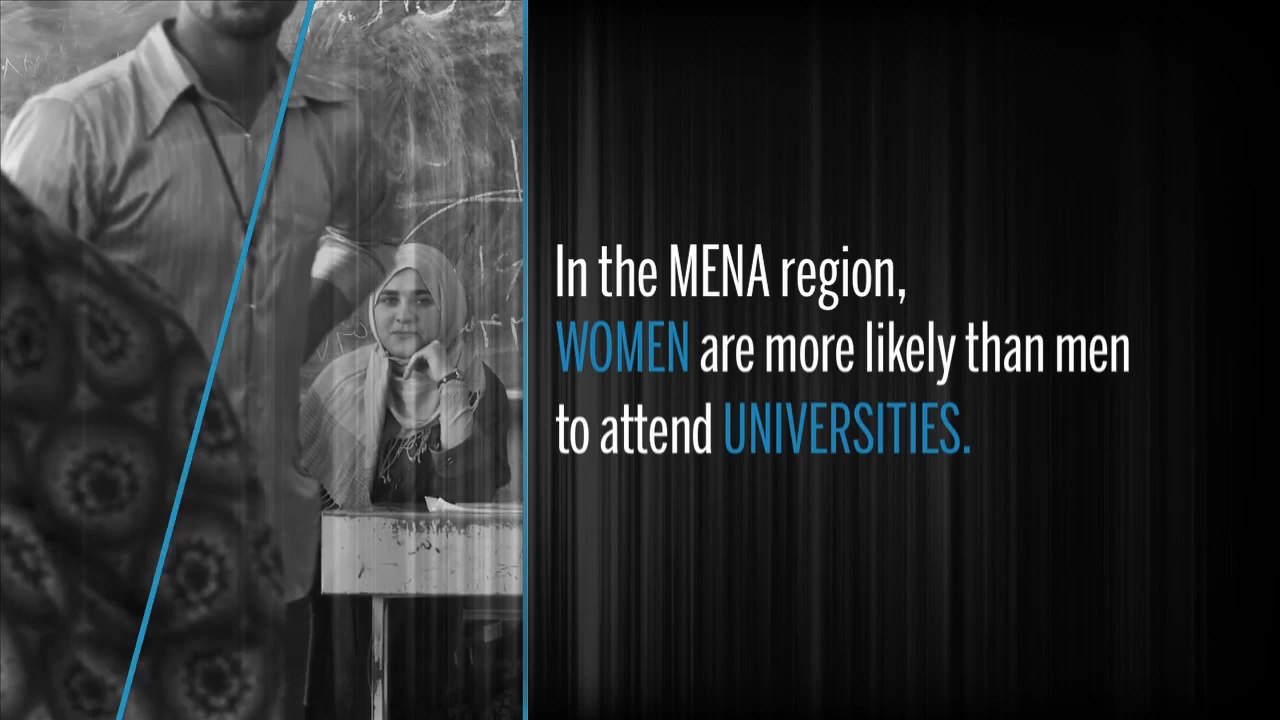 In the MENA region,
WOMEN are more likely than men
to attend UNIVERSITIES.